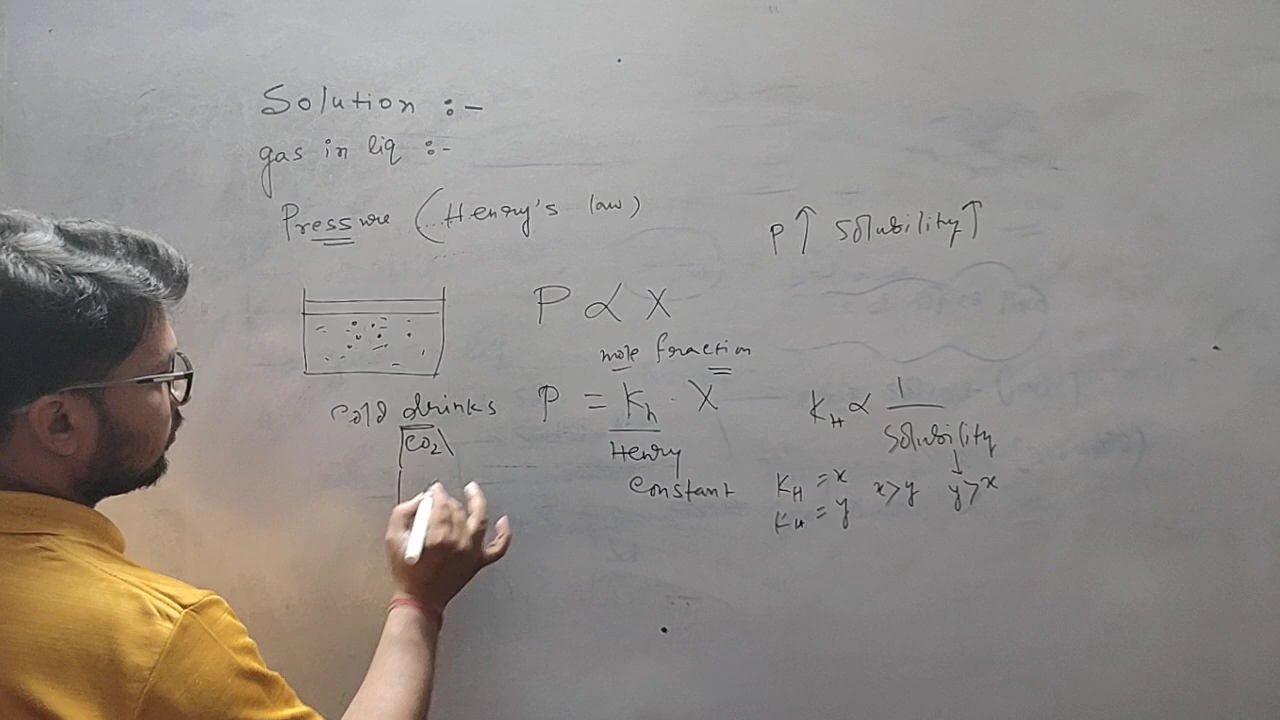 Solution :-
gas in liq :-
Pressure (Henry's law)
P ↑ Solubility ↑
P ∝ X
mole fraction
Cold drinks
CO2
P = Kh . X
Henry
Constant
KH ∝ 1/Solubility
KH = x x>y y>x
KH = y